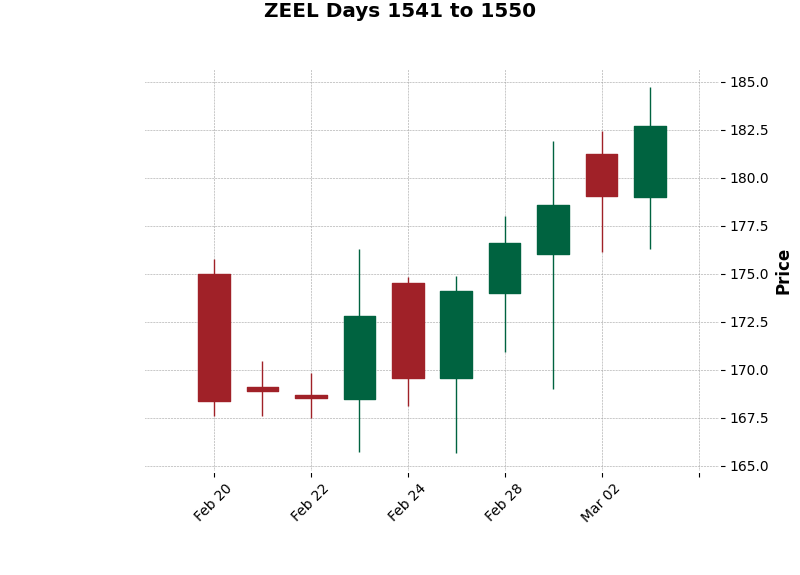 ZEEL Days 1541 to 1550
185.0
182.5
180.0
177.5
175.0
172.5
170.0
167.5
165.0
Price
Feb 20
Feb 22
Feb 24
Feb 28
Mar 02